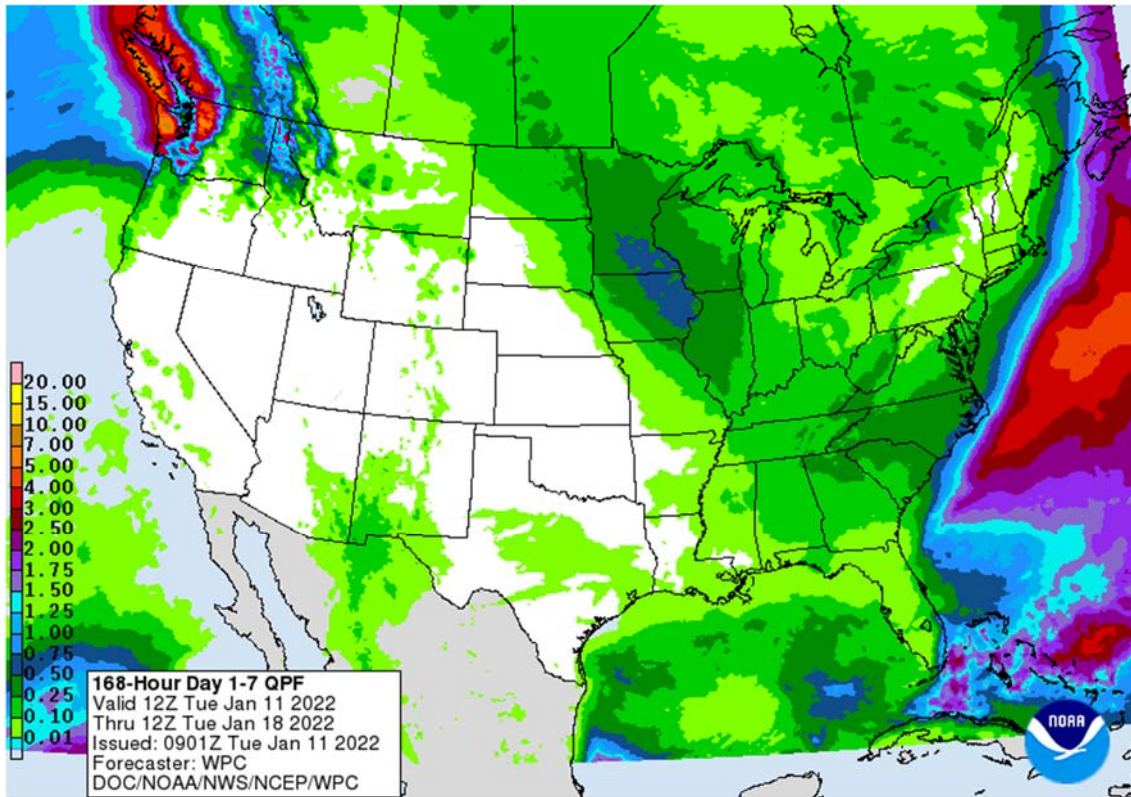 20.00
15.00
10.00
7.00
5.00
4.00
3.00
2.50
2.00
1.75
1.50
1.25
1.00
0.75
0.50
0.25
0.10
0.01
168-Hour Day 1-7 QPF
Valid 12Z Tue Jan 11 2022
Thru 12Z Tue Jan 18 2022
Issued: 0901Z Tue Jan 11 2022
Forecaster: WPC
DOC/NOAA/NWS/NCEP/WPC
NOAA